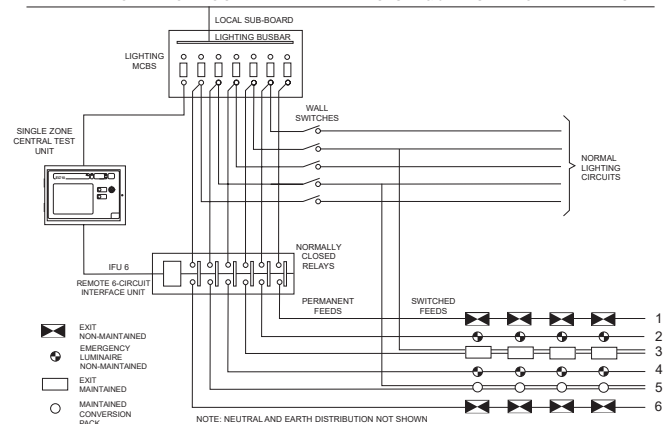 LOCAL SUB-BOARD
LIGHTING BUSBAR
LIGHTING
MCBS
WALL
SWITCHES
SINGLE ZONE
CENTRAL TEST
UNIT
NORMAL
LIGHTING
CIRCUITS
NORMALLY
CLOSED
RELAYS
IFU 6
REMOTE 6-CIRCUIT
INTERFACE UNIT
PERMANENT
FEEDS
SWITCHED
FEEDS
EXIT
NON-MAINTAINED
EMERGENCY
LUMINAIRE
NON-MAINTAINED
EXIT
MAINTAINED
MAINTAINED
CONVERSION
PACK
1
2
3
4
5
6
NOTE: NEUTRAL AND EARTH DISTRIBUTION NOT SHOWN